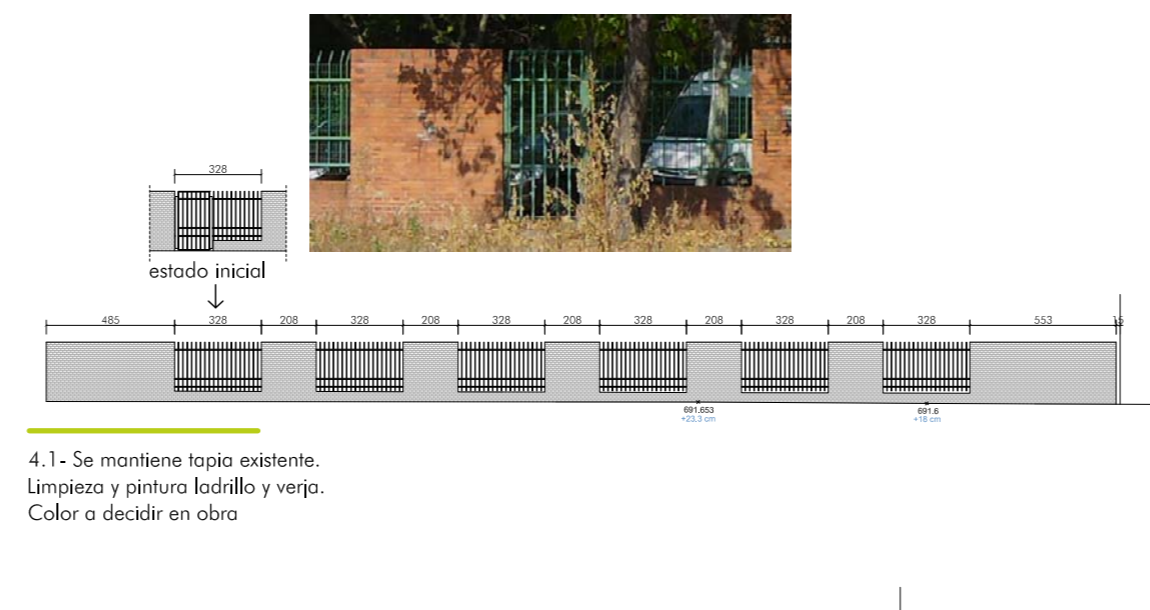 328
estado inicial
485 328 208 328 208 328 208 328 208 328 208 328 553 15
691.653 691.6
+23,3 cm +18 cm
4.1- Se mantiene tapia existente.
Limpieza y pintura ladrillo y verja.
Color a decidir en obra